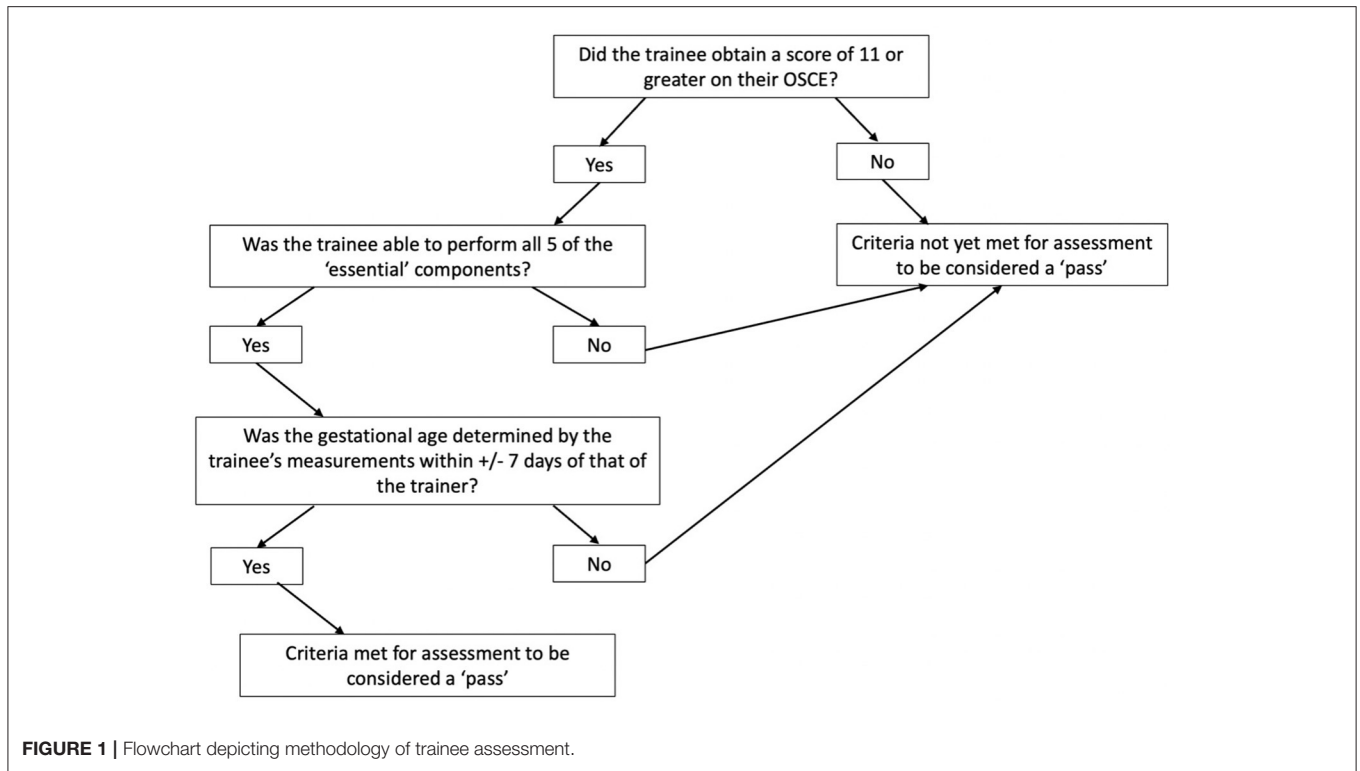 Did the trainee obtain a score of 11 or
greater on their OSCE?
Yes
No
Was the trainee able to perform all 5 of the
‘essential’ components?
Criteria not yet met for assessment
to be considered a ‘pass’
Yes
No
Was the gestational age determined by the
trainee’s measurements within +/- 7 days of that of
the trainer?
Yes
No
Criteria met for assessment to be
considered a ‘pass’
FIGURE 1 | Flowchart depicting methodology of trainee assessment.